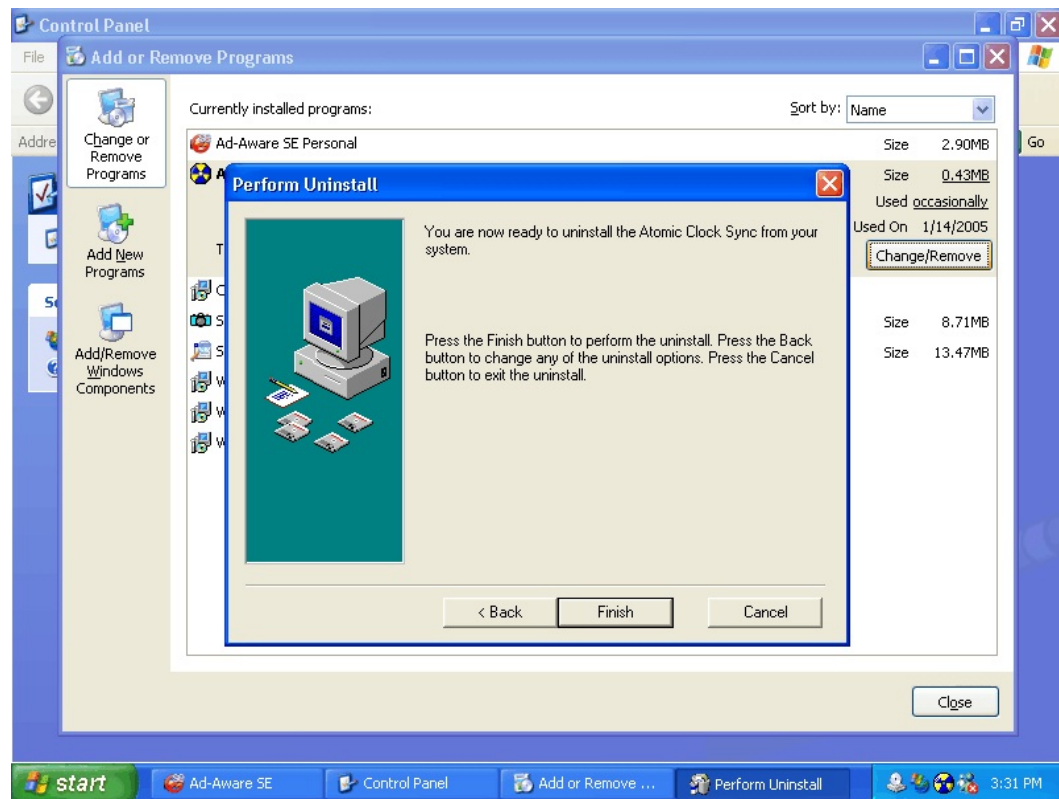 Control Panel
File
Add or Remove Programs
Addre
Go
Change or
Remove
Programs
Add New
Programs
Add/Remove
Windows
Components
Currently installed programs:
Sort by:
Name
Ad-Aware SE Personal
Size
2.90MB
A
Size
0.43MB
Used
occasionally
Used On
1/14/2005
Change/Remove
T
C
S
Size
8.71MB
S
Size
13.47MB
W
W
W
Perform Uninstall
You are now ready to uninstall the Atomic Clock Sync from your
system.
Press the Finish button to perform the uninstall. Press the Back
button to change any of the uninstall options. Press the Cancel
button to exit the uninstall.
< Back
Finish
Cancel
Close
start
Ad-Aware SE
Control Panel
Add or Remove ...
Perform Uninstall
3:31 PM